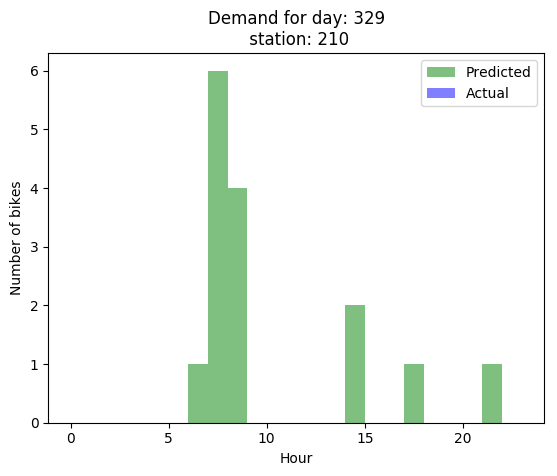 Demand for day: 329
station: 210
Predicted
Actual
Number of bikes
6
5
4
3
2
1
0
0 5 10 15 20
Hour